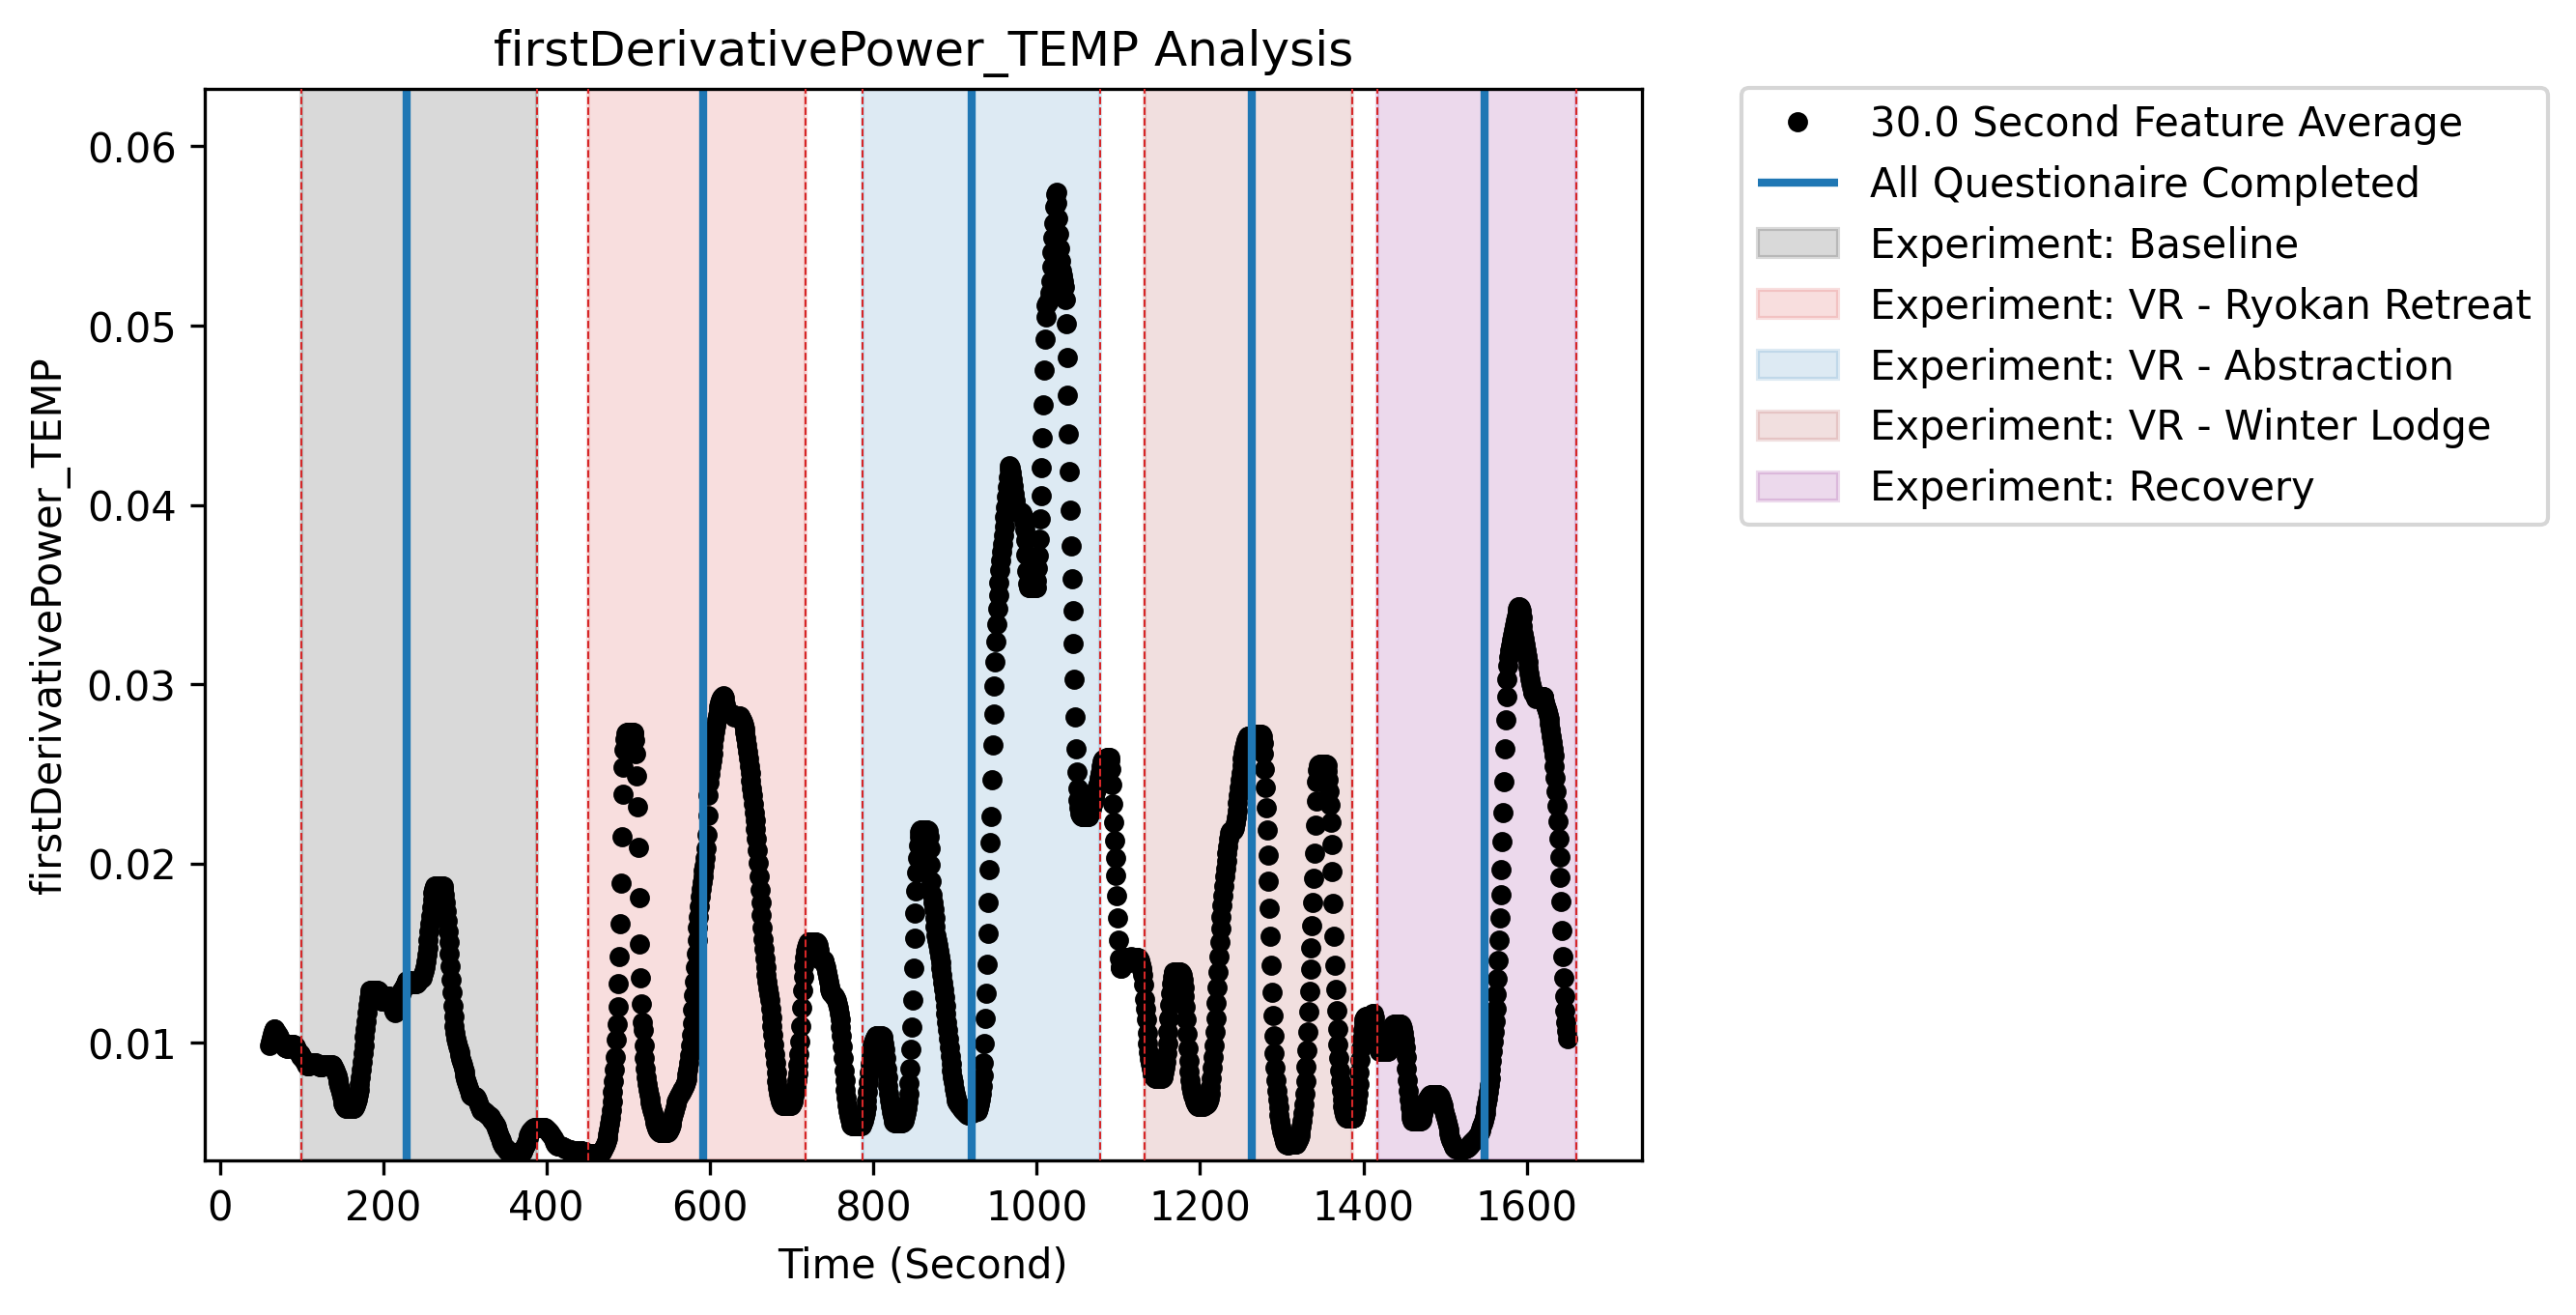 firstDerivativePower_TEMP Analysis
firstDerivativePower_TEMP
0.06
0.05
0.04
0.03
0.02
0.01
0 200 400 600 800 1000 1200 1400 1600
Time (Second)
30.0 Second Feature Average
All Questionaire Completed
Experiment: Baseline
Experiment: VR - Ryokan Retreat
Experiment: VR - Abstraction
Experiment: VR - Winter Lodge
Experiment: Recovery